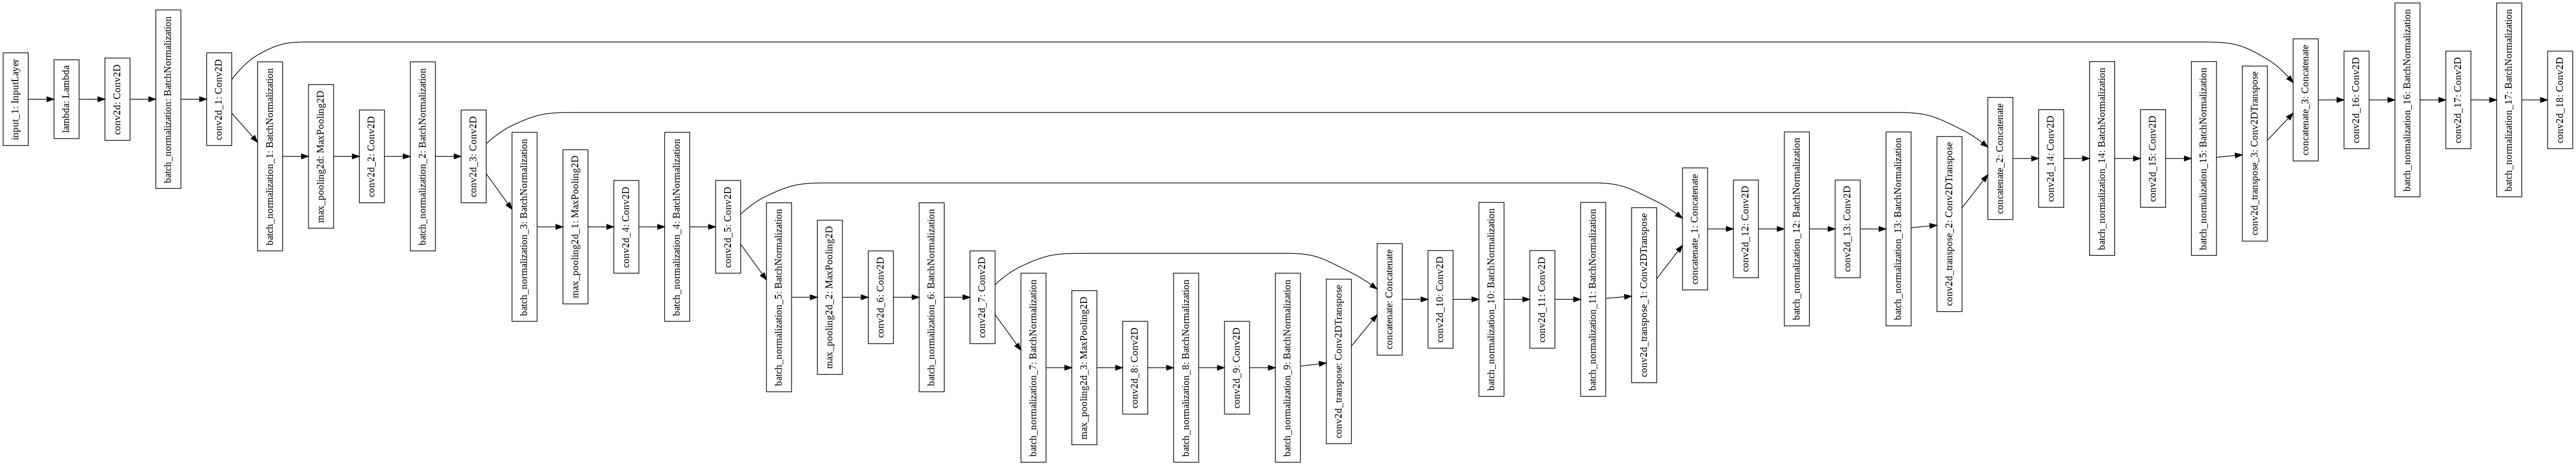 input_1: InputLayer
lambda: Lambda
conv2d: Conv2D
batch_normalization: BatchNormalization
conv2d_1: Conv2D
batch_normalization_1: BatchNormalization
max_pooling2d: MaxPooling2D
conv2d_2: Conv2D
batch_normalization_2: BatchNormalization
conv2d_3: Conv2D
batch_normalization_3: BatchNormalization
max_pooling2d_1: MaxPooling2D
conv2d_4: Conv2D
batch_normalization_4: BatchNormalization
conv2d_5: Conv2D
batch_normalization_5: BatchNormalization
max_pooling2d_2: MaxPooling2D
conv2d_6: Conv2D
batch_normalization_6: BatchNormalization
conv2d_7: Conv2D
batch_normalization_7: BatchNormalization
max_pooling2d_3: MaxPooling2D
conv2d_8: Conv2D
batch_normalization_8: BatchNormalization
conv2d_9: Conv2D
batch_normalization_9: BatchNormalization
conv2d_transpose: Conv2DTranspose
concatenate: Concatenate
conv2d_10: Conv2D
batch_normalization_10: BatchNormalization
conv2d_11: Conv2D
batch_normalization_11: BatchNormalization
conv2d_transpose_1: Conv2DTranspose
concatenate_1: Concatenate
conv2d_12: Conv2D
batch_normalization_12: BatchNormalization
conv2d_13: Conv2D
batch_normalization_13: BatchNormalization
conv2d_transpose_2: Conv2DTranspose
concatenate_2: Concatenate
conv2d_14: Conv2D
batch_normalization_14: BatchNormalization
conv2d_15: Conv2D
batch_normalization_15: BatchNormalization
conv2d_transpose_3: Conv2DTranspose
concatenate_3: Concatenate
conv2d_16: Conv2D
batch_normalization_16: BatchNormalization
conv2d_17: Conv2D
batch_normalization_17: BatchNormalization
conv2d_18: Conv2D